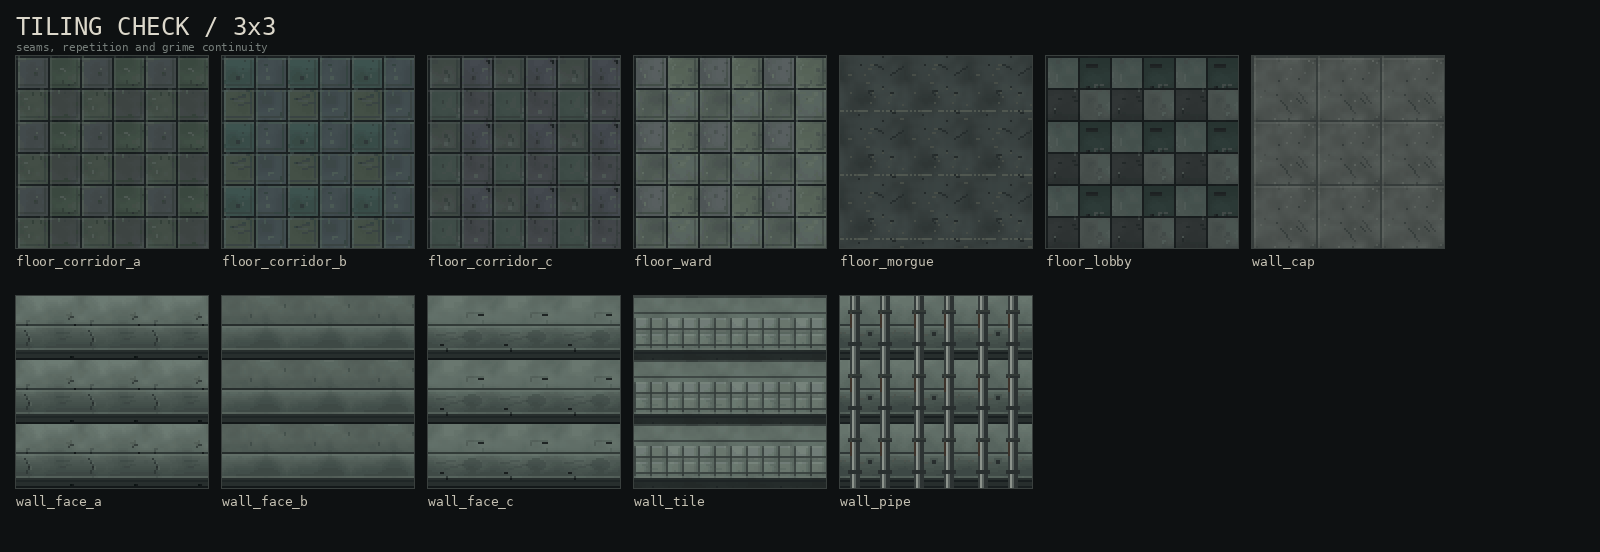 TILING CHECK / 3x3
seams, repetition and grime continuity
floor_corridor_a
floor_corridor_b
floor_corridor_c
floor_ward
floor_morgue
floor_lobby
wall_cap
wall_face_a
wall_face_b
wall_face_c
wall_tile
wall_pipe